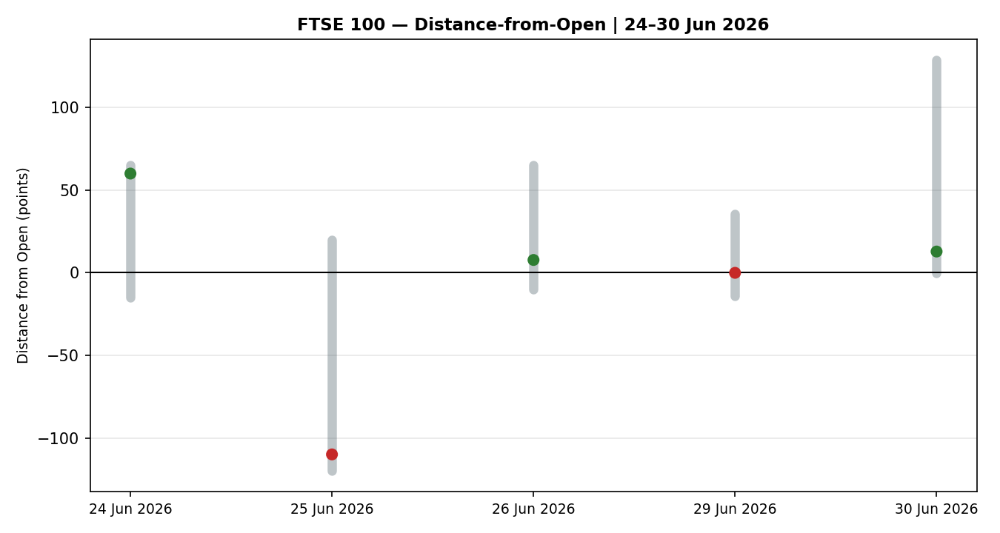 FTSE 100 — Distance-from-Open | 24–30 Jun 2026
Distance from Open (points)
100
50
0
−50
−100
24 Jun 2026
25 Jun 2026
26 Jun 2026
29 Jun 2026
30 Jun 2026